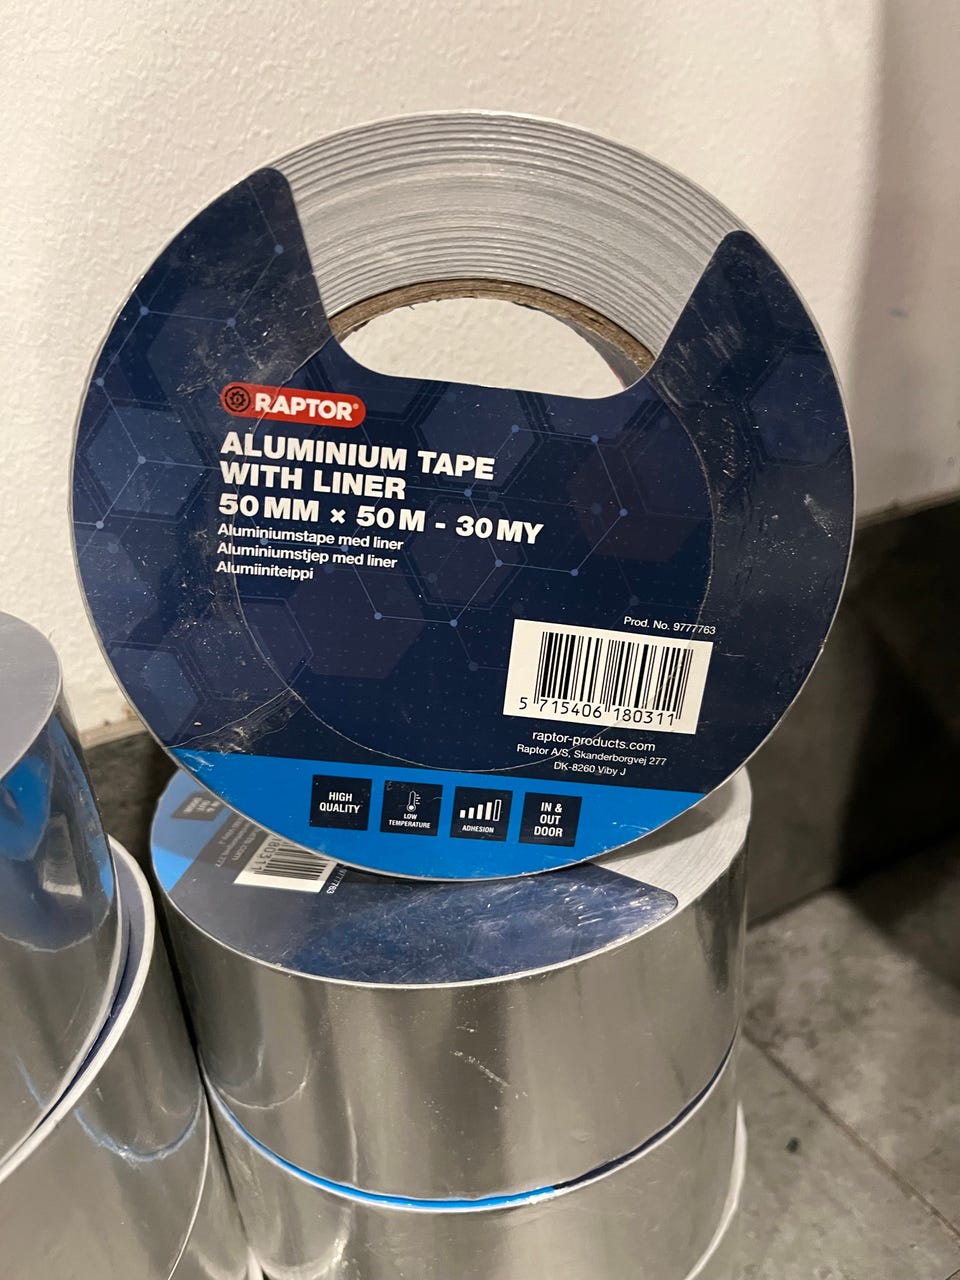 RAPTOR®
ALUMINIUM TAPE
WITH LINER
50 MM × 50 M - 30 MY
Aluminiumstape med liner
Aluminiumstjep med liner
Alumiiniteippi
Prod. No. 9777763
5 715406 180311
raptor-products.com
Raptor A/S, Skanderborgvej 277
DK-8260 Viby J
HIGH
QUALITY
LOW
TEMPERATURE
ADHESION
IN &
OUT
DOOR